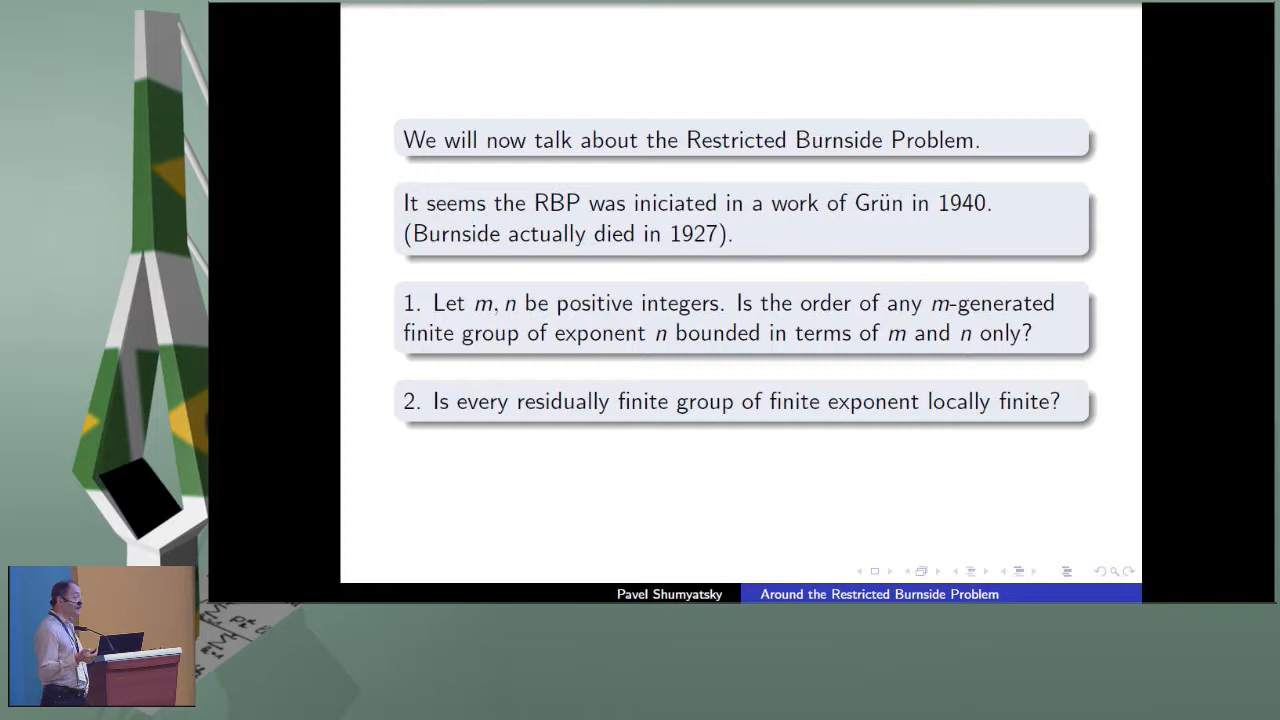 We will now talk about the Restricted Burnside Problem.
It seems the RBP was iniciated in a work of Grün in 1940.
(Burnside actually died in 1927).
1. Let m, n be positive integers. Is the order of any m-generated
finite group of exponent n bounded in terms of m and n only?
2. Is every residually finite group of finite exponent locally finite?
Pavel Shumyatsky
Around the Restricted Burnside Problem